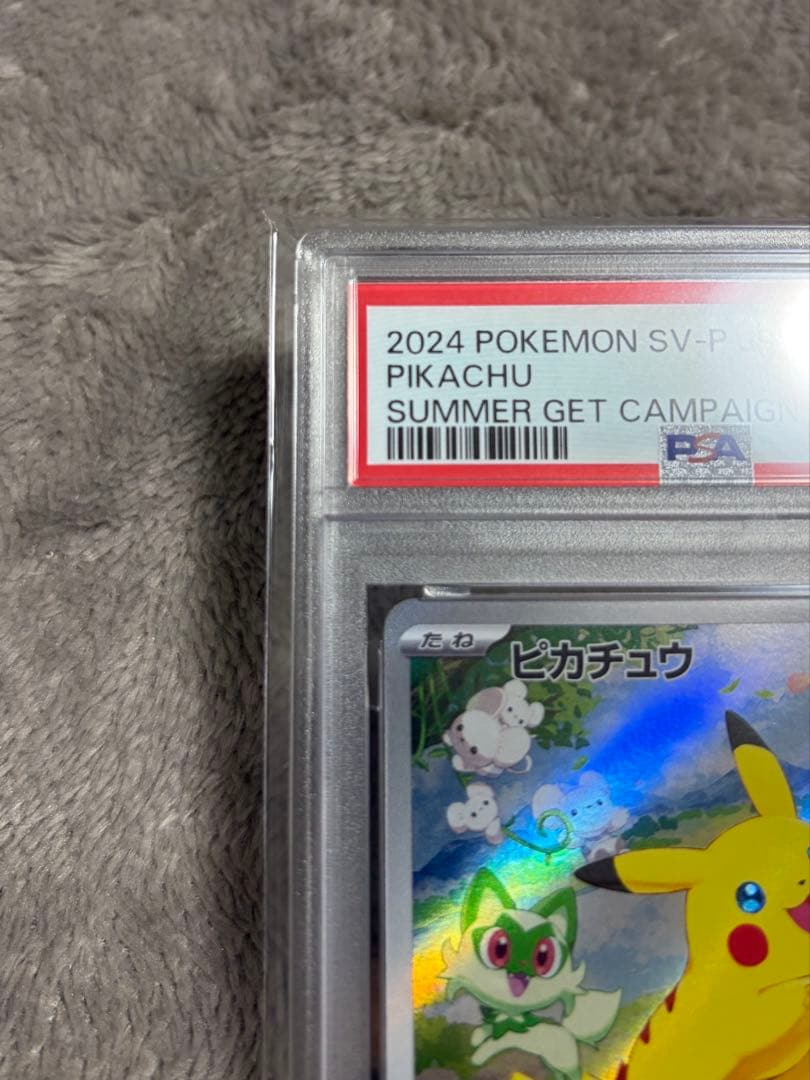 2024 POKEMON SV-P
PIKACHU
SUMMER GET CAMPAIGN
PSA
たね
ピカチュウ